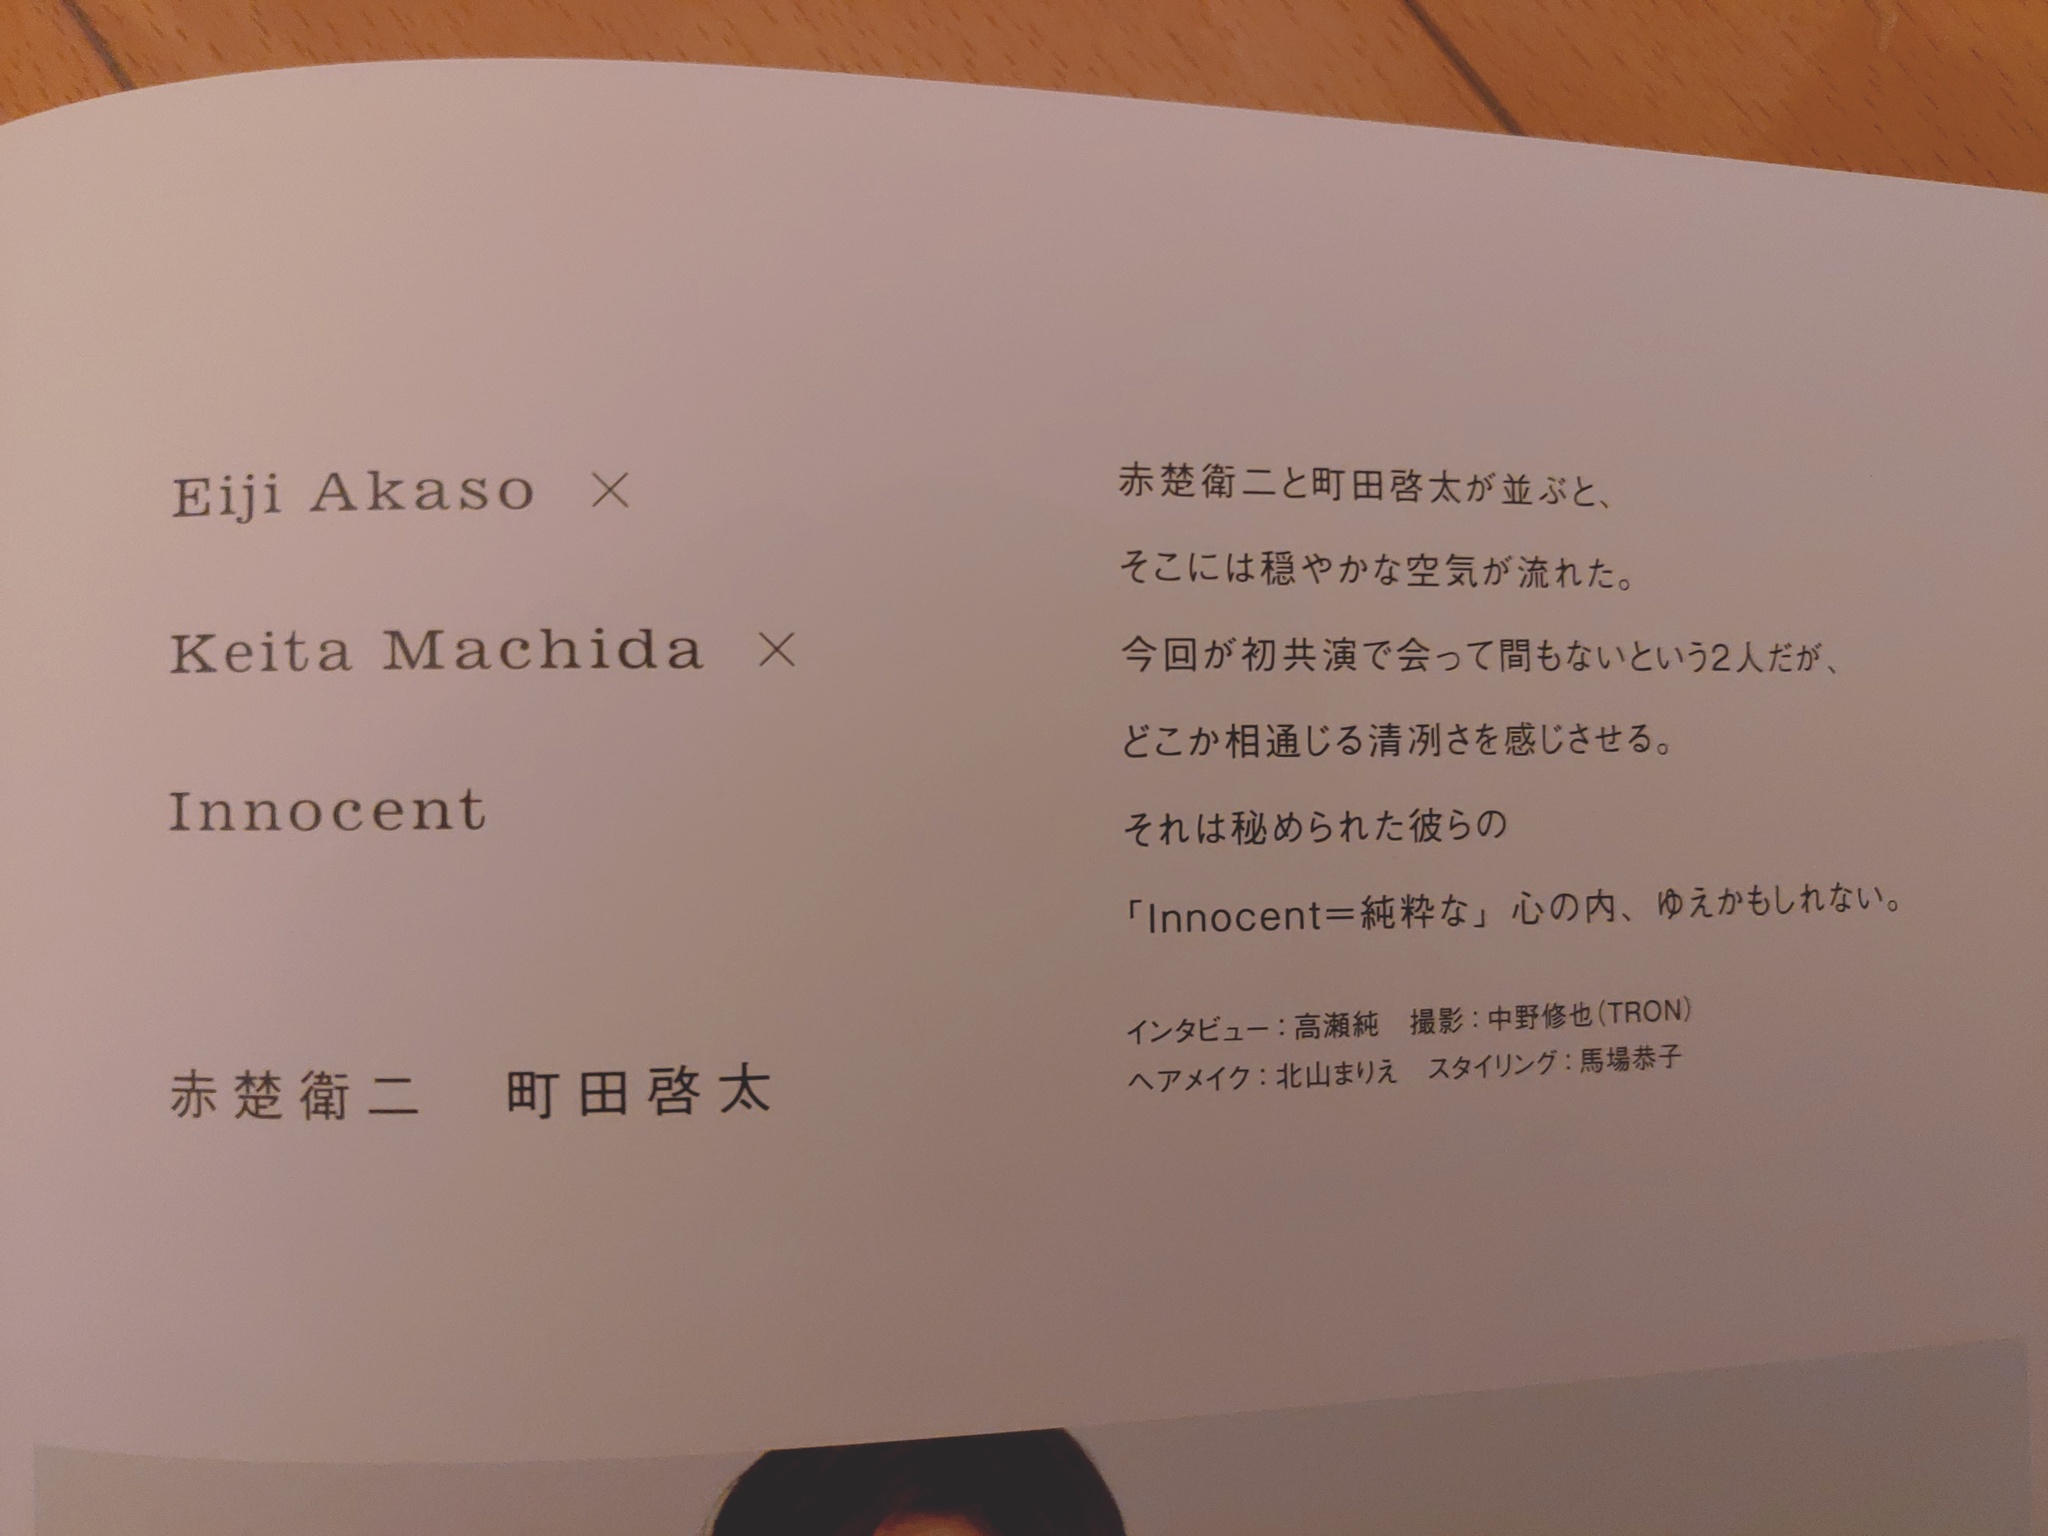 Eiji Akaso ×
Keita Machida ×
Innocent
赤楚衛二　町田啓太
赤楚衛二と町田啓太が並ぶと、
そこには穏やかな空気が流れた。
今回が初共演で会って間もないという2人だが、
どこか相通じる清冽さを感じさせる。
それは秘められた彼らの
「Innocent＝純粋な」心の内、ゆえかもしれない。
インタビュー：高瀬純　撮影：中野修也（TRON）
ヘアメイク：北山まりえ　スタイリング：馬場恭子